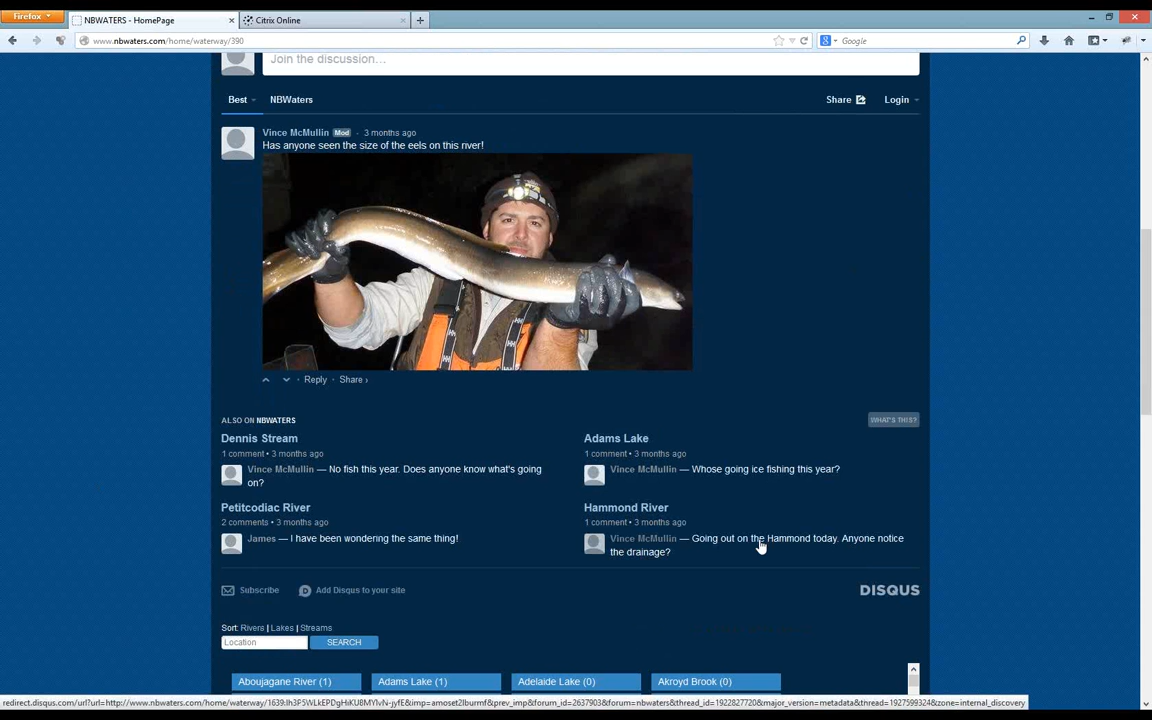 Firefox
NBWATERS - HomePage
Citrix Online
www.nbwaters.com/home/waterway/390
Google
Join the discussion…
Best
NBWaters
Share
Login
Vince McMullin Mod · 3 months ago
Has anyone seen the size of the eels on this river!
Reply · Share ›
ALSO ON NBWATERS
WHAT'S THIS?
Dennis Stream
1 comment • 3 months ago
Vince McMullin — No fish this year. Does anyone know what's going
on?
Adams Lake
1 comment • 3 months ago
Vince McMullin — Whose going ice fishing this year?
Petitcodiac River
2 comments • 3 months ago
James — I have been wondering the same thing!
Hammond River
1 comment • 3 months ago
Vince McMullin — Going out on the Hammond today. Anyone notice
the drainage?
Subscribe
Add Disqus to your site
DISQUS
Sort: Rivers | Lakes | Streams
Location
SEARCH
Aboujagane River (1)
Adams Lake (1)
Adelaide Lake (0)
Akroyd Brook (0)